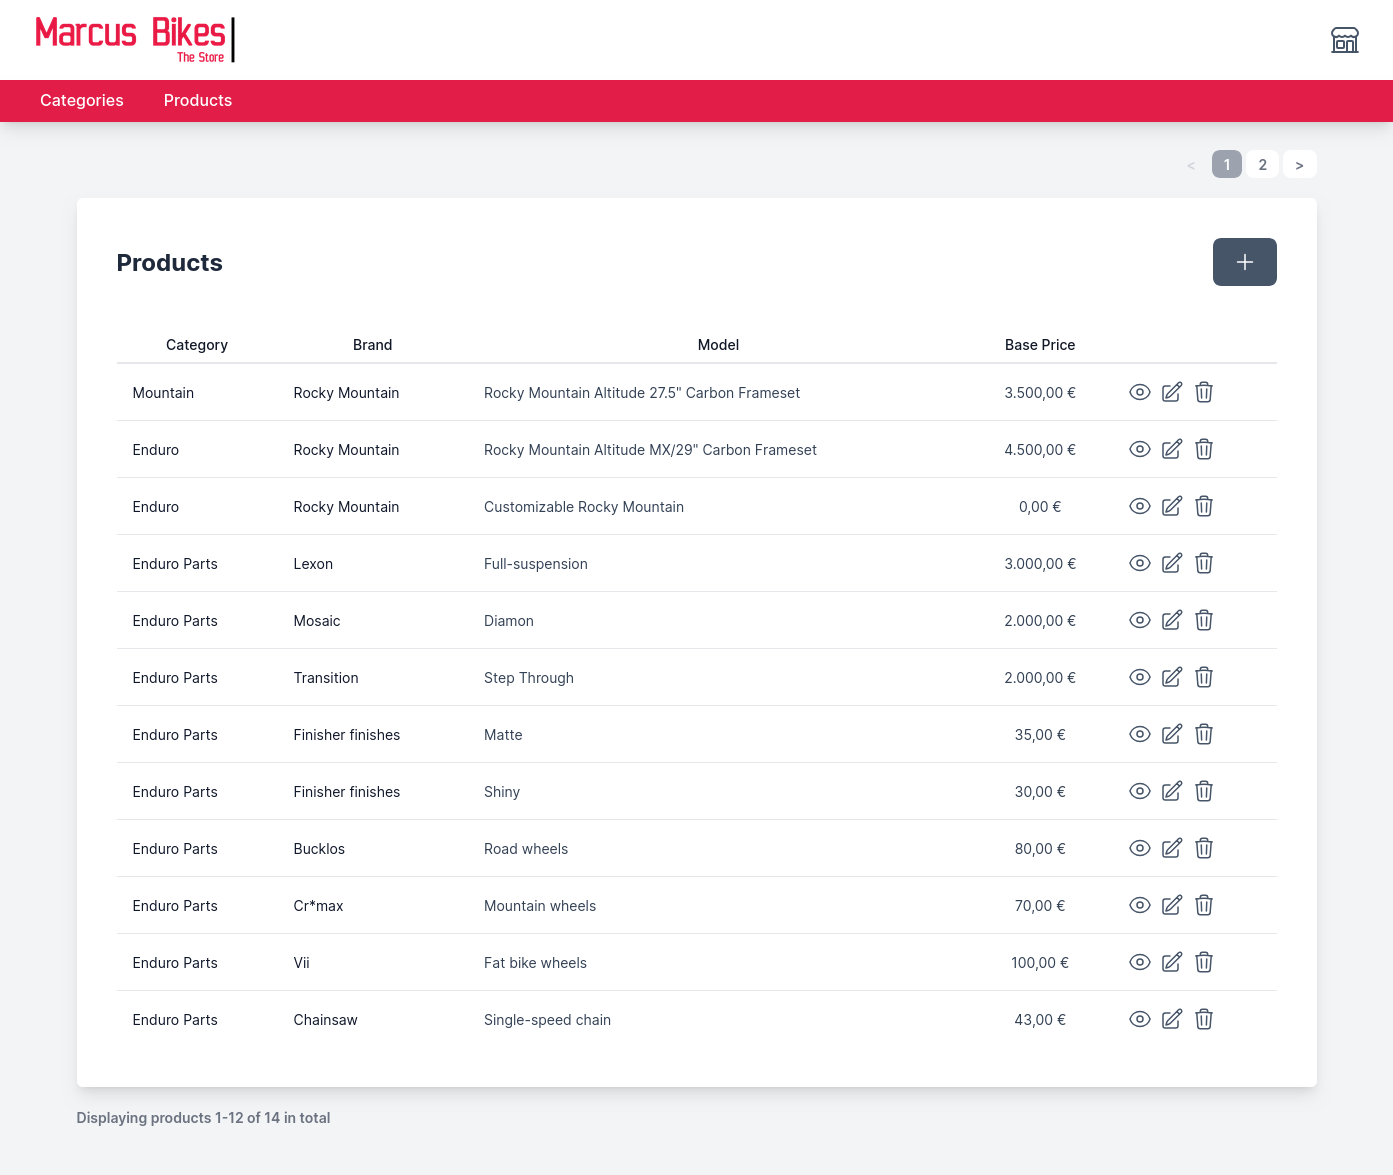 Marcus Bikes
The Store
Categories Products
< 1 2 >
Products
+
Category Brand Model Base Price
Mountain Rocky Mountain Rocky Mountain Altitude 27.5" Carbon Frameset 3.500,00 €
Enduro Rocky Mountain Rocky Mountain Altitude MX/29" Carbon Frameset 4.500,00 €
Enduro Rocky Mountain Customizable Rocky Mountain 0,00 €
Enduro Parts Lexon Full-suspension 3.000,00 €
Enduro Parts Mosaic Diamon 2.000,00 €
Enduro Parts Transition Step Through 2.000,00 €
Enduro Parts Finisher finishes Matte 35,00 €
Enduro Parts Finisher finishes Shiny 30,00 €
Enduro Parts Bucklos Road wheels 80,00 €
Enduro Parts Cr*max Mountain wheels 70,00 €
Enduro Parts Vii Fat bike wheels 100,00 €
Enduro Parts Chainsaw Single-speed chain 43,00 €
Displaying products 1-12 of 14 in total